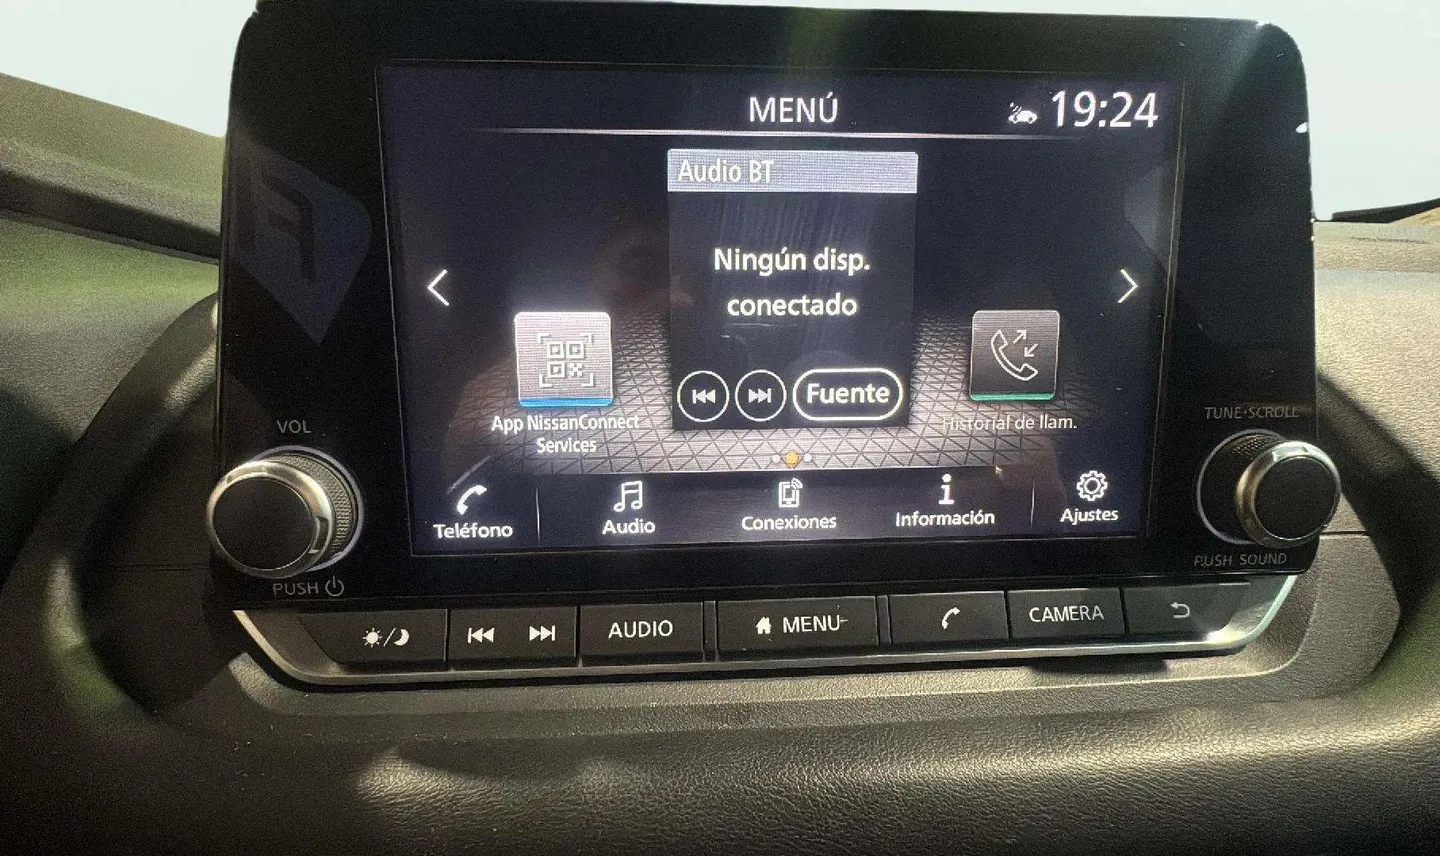 MENÚ
19:24
Audio BT
Ningún disp.
conectado
Fuente
App NissanConnect
Services
Historial de llam.
Teléfono
Audio
Conexiones
Información
Ajustes
VOL
PUSH
TUNE·SCROLL
PUSH SOUND
AUDIO
MENU
CAMERA